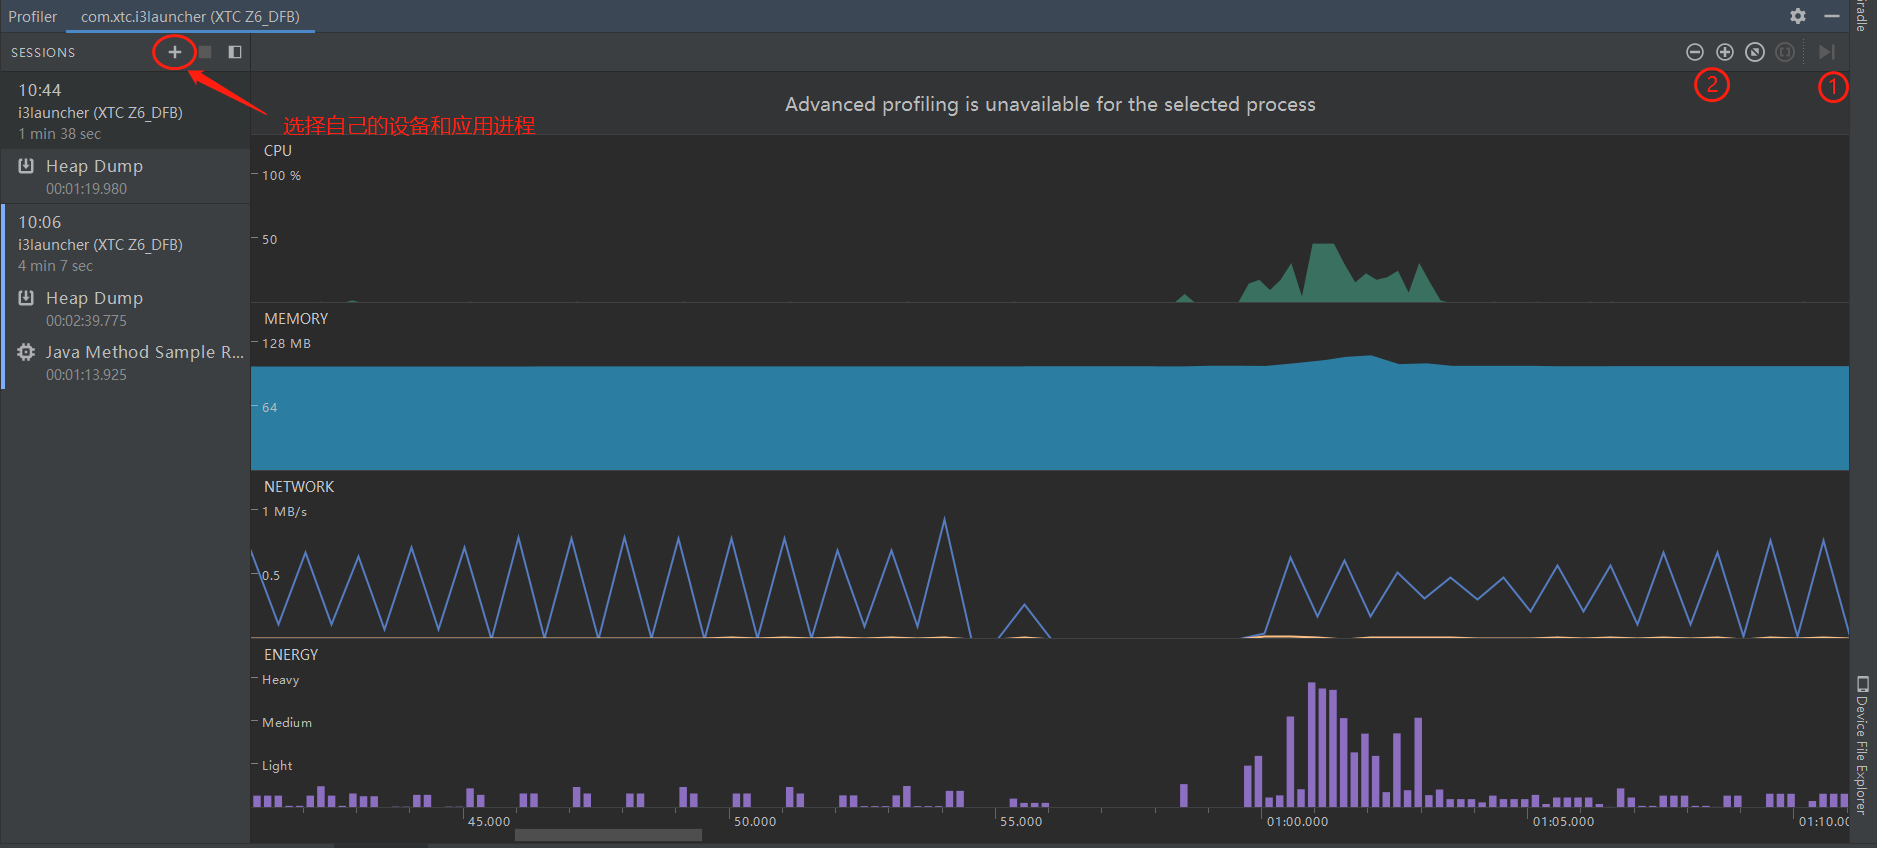 Profiler
com.xtc.i3launcher (XTC Z6_DFB)
SESSIONS
10:44
i3launcher (XTC Z6_DFB)
1 min 38 sec
Heap Dump
00:01:19.980
10:06
i3launcher (XTC Z6_DFB)
4 min 7 sec
Heap Dump
00:02:39.775
Java Method Sample R...
00:01:13.925
选择自己的设备和应用进程
2
1
Advanced profiling is unavailable for the selected process
CPU
100 %
50
MEMORY
128 MB
64
NETWORK
1 MB/s
0.5
ENERGY
Heavy
Medium
Light
45.000
50.000
55.000
01:00.000
01:05.000
01:10.00
Device File Explorer